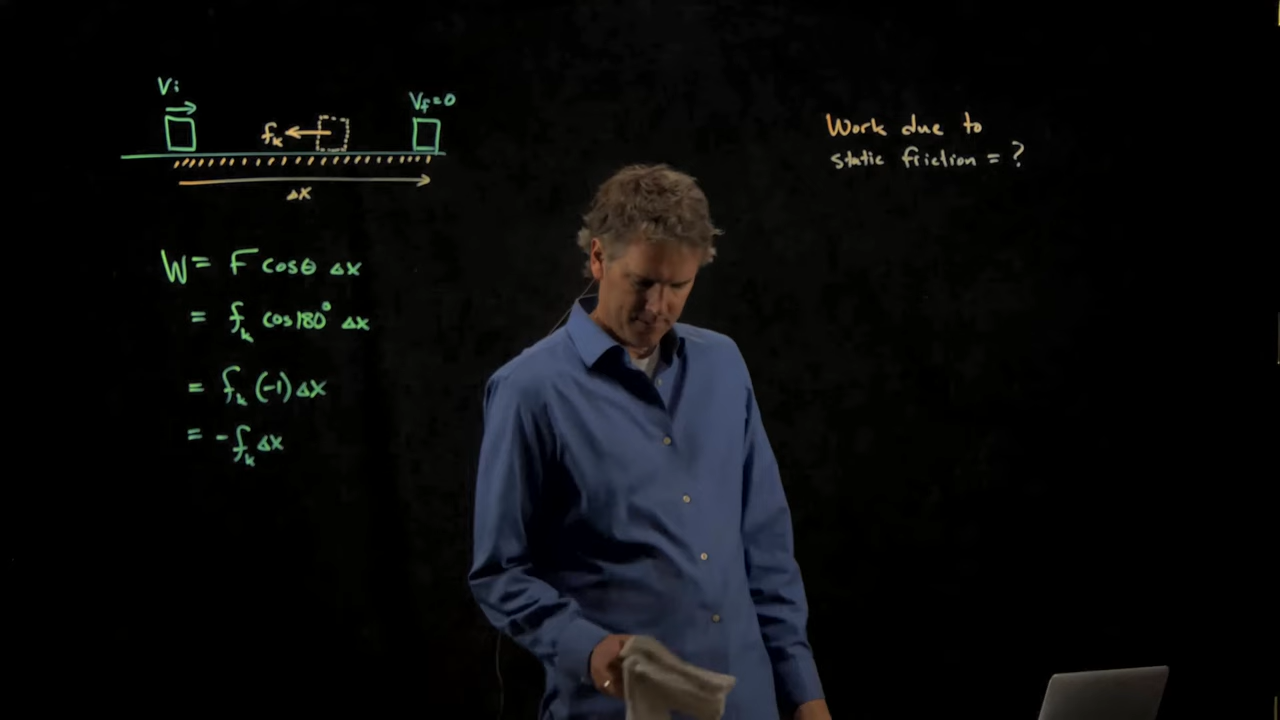 Vi
Vf=0
fk
Δx
W = F cosθ Δx
= fk cos180° Δx
= fk (-1) Δx
= -fk Δx
Work due to
static friction = ?